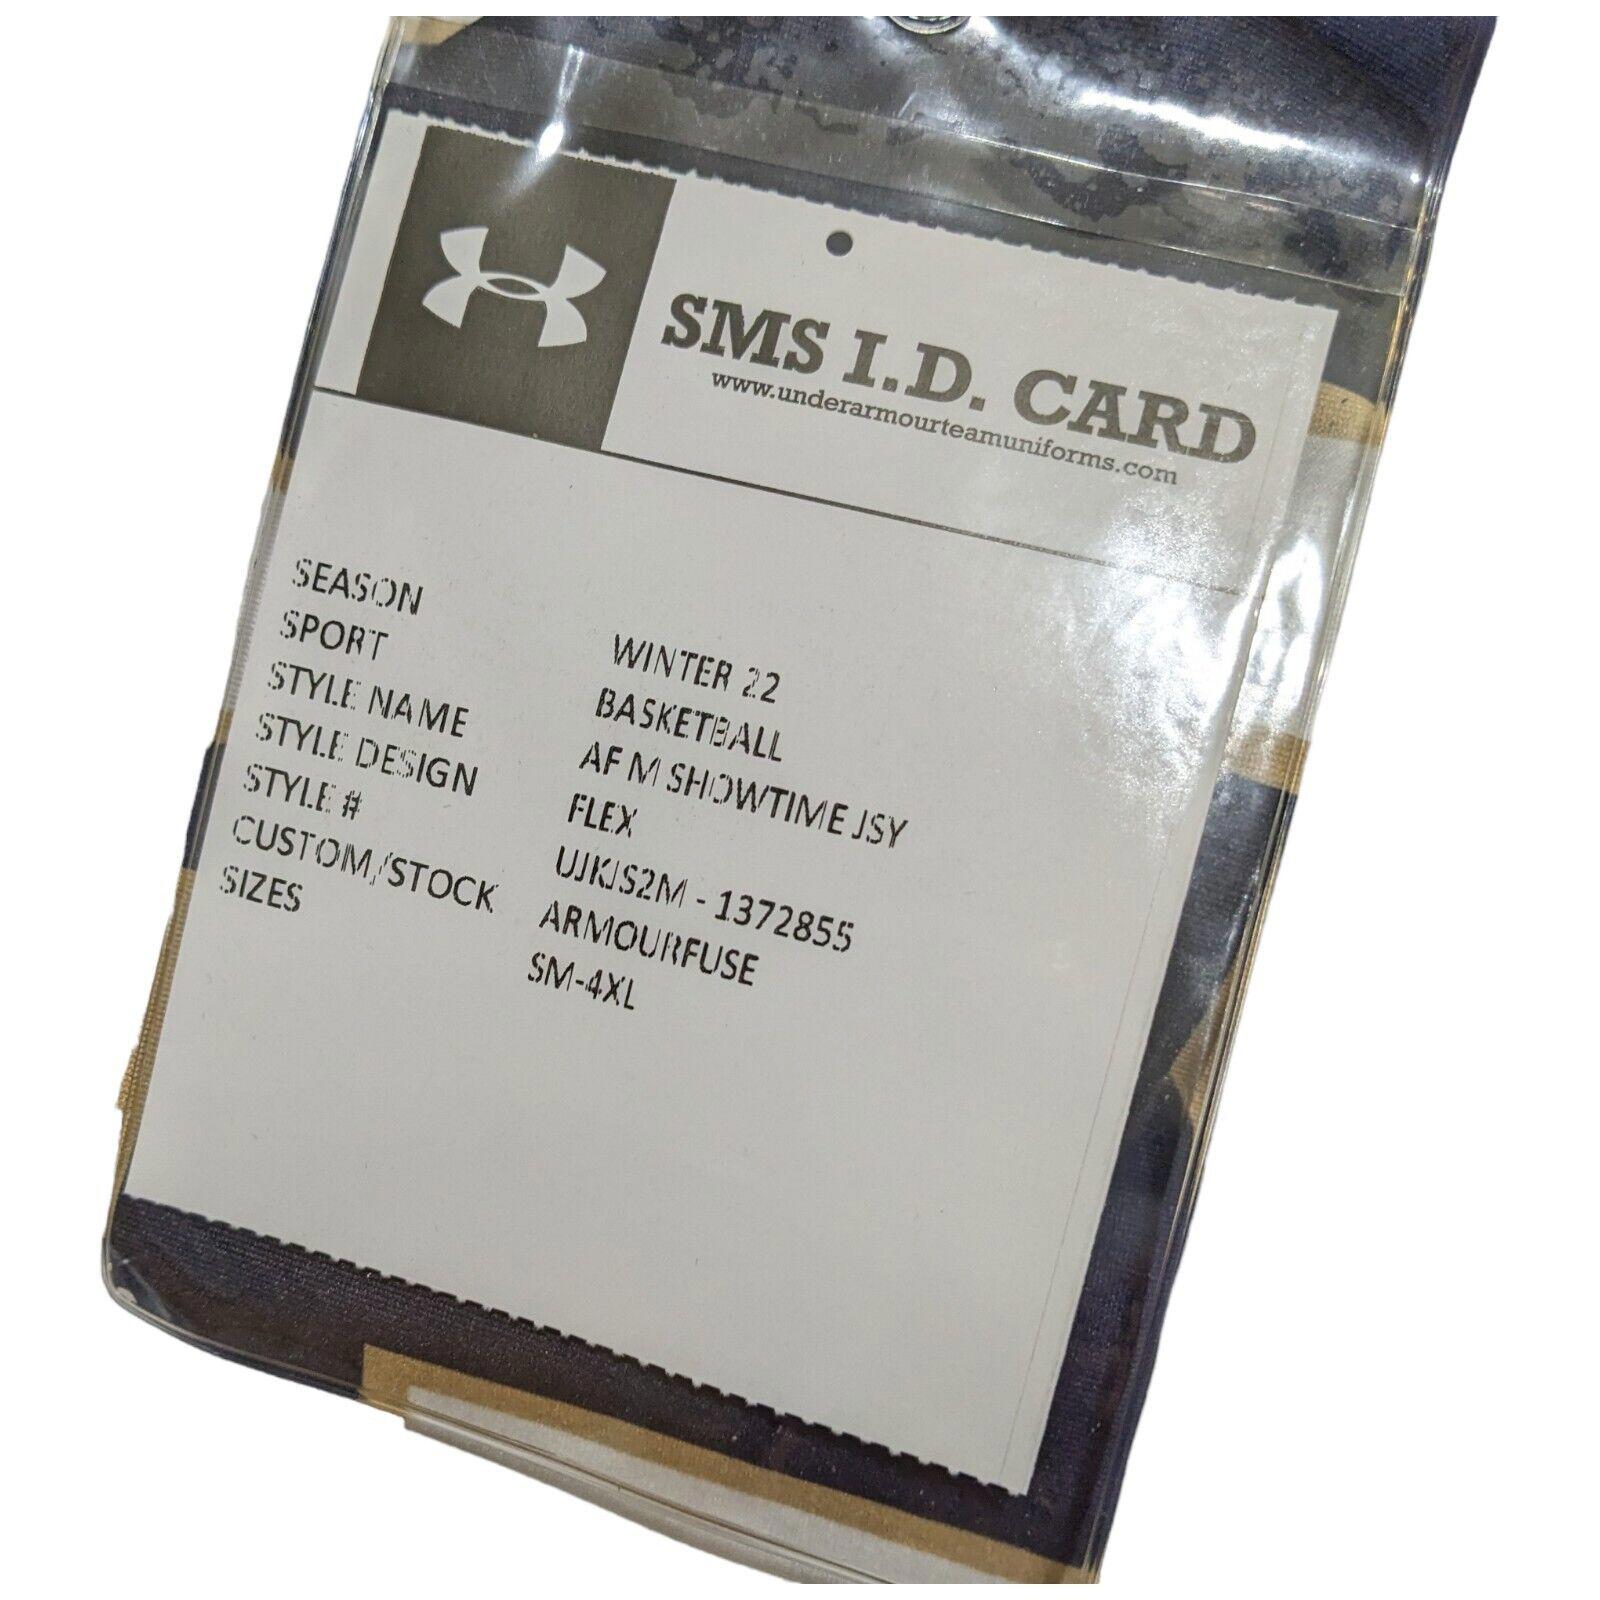 SMS I.D. CARD
www.underarmourteamuniforms.com
SEASON WINTER 22
SPORT BASKETBALL
STYLE NAME AF M SHOWTIME JSY
STYLE DESIGN FLEX
STYLE # UJKJS2M - 1372855
CUSTOM/STOCK ARMOURFUSE
SIZES SM-4XL